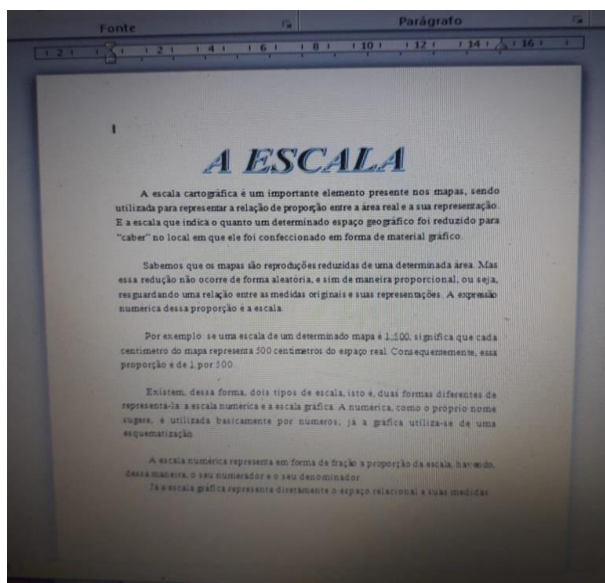 Fonte
Parágrafo
A ESCALA
A escala cartográfica é um importante elemento presente nos mapas, sendo
utilizada para representar a relação de proporção entre a área real e a sua representação.
E a escala que indica o quanto um determinado espaço geográfico foi reduzido para
"caber" no local em que ele foi confeccionado em forma de material gráfico.
Sabemos que os mapas são reproduções reduzidas de uma determinada área. Mas
essa redução não ocorre de forma aleatória, e sim de maneira proporcional, ou seja,
resguardando uma relação entre as medidas originais e suas representações. A expressão
numérica dessa proporção é a escala.
Por exemplo: se uma escala de um determinado mapa é 1:500, significa que cada
centímetro do mapa representa 500 centímetros do espaço real. Consequentemente, essa
proporção é de 1 por 500.
Existem, dessa forma, dois tipos de escala, isto é, duas formas diferentes de
representá-la: a escala numérica e a escala gráfica. A numérica, como o próprio nome
sugere, é utilizada basicamente por números; já a gráfica utiliza-se de uma
esquematização.
A escala numérica representa em forma de fração a proporção da escala, havendo,
dessa maneira, o seu numerador e o seu denominador.
Já a escala gráfica representa diretamente o espaço relacional e suas medidas